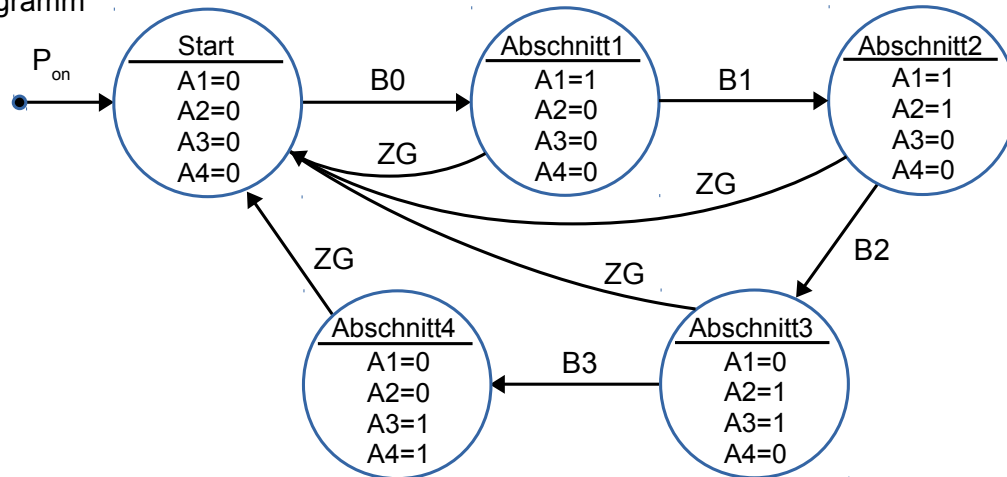 gramm
P on
Start
A1=0
A2=0
A3=0
A4=0
B0
Abschnitt1
A1=1
A2=0
A3=0
A4=0
B1
Abschnitt2
A1=1
A2=1
A3=0
A4=0
ZG
ZG
B2
ZG
ZG
Abschnitt4
A1=0
A2=0
A3=1
A4=1
B3
Abschnitt3
A1=0
A2=1
A3=1
A4=0